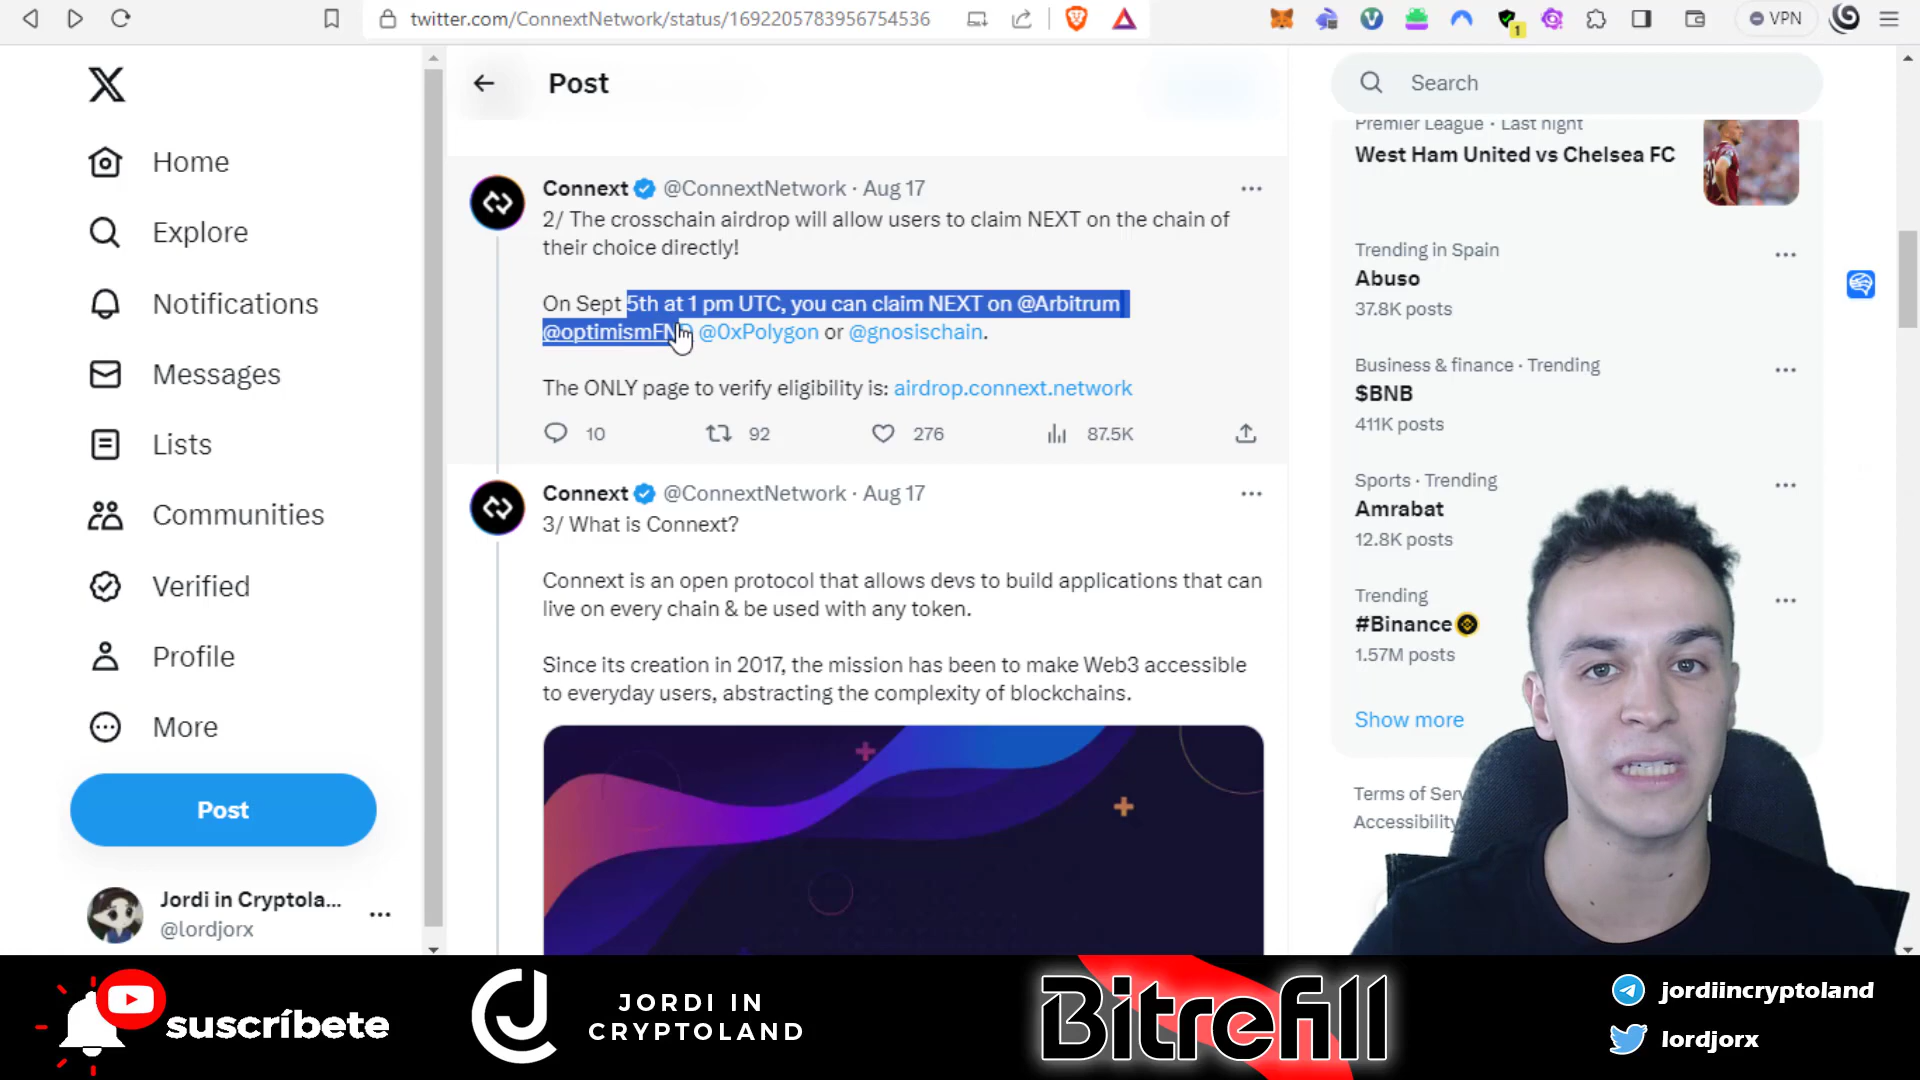 twitter.com/ConnextNetwork/status/1692205783956754536
1
VPN
Home
Explore
Notifications
Messages
Lists
Communities
Verified
Profile
More
Post
Jordi in Cryptola...
@lordjorx
Post
Connext @ConnextNetwork · Aug 17
2/ The crosschain airdrop will allow users to claim NEXT on the chain of
their choice directly!
On Sept 5th at 1 pm UTC, you can claim NEXT on @Arbitrum
@optimismFND @0xPolygon or @gnosischain.
The ONLY page to verify eligibility is: airdrop.connext.network
10 92 276 87.5K
Connext @ConnextNetwork · Aug 17
3/ What is Connext?
Connext is an open protocol that allows devs to build applications that can
live on every chain & be used with any token.
Since its creation in 2017, the mission has been to make Web3 accessible
to everyday users, abstracting the complexity of blockchains.
Search
Premier League · Last night
West Ham United vs Chelsea FC
Trending in Spain
Abuso
37.8K posts
Business & finance · Trending
$BNB
411K posts
Sports · Trending
Amrabat
12.8K posts
Trending
#Binance
1.57M posts
Show more
Terms of Serv
Accessibility
suscríbete
JORDI IN
CRYPTOLAND
Bitrefill
jordiincryptoland
lordjorx